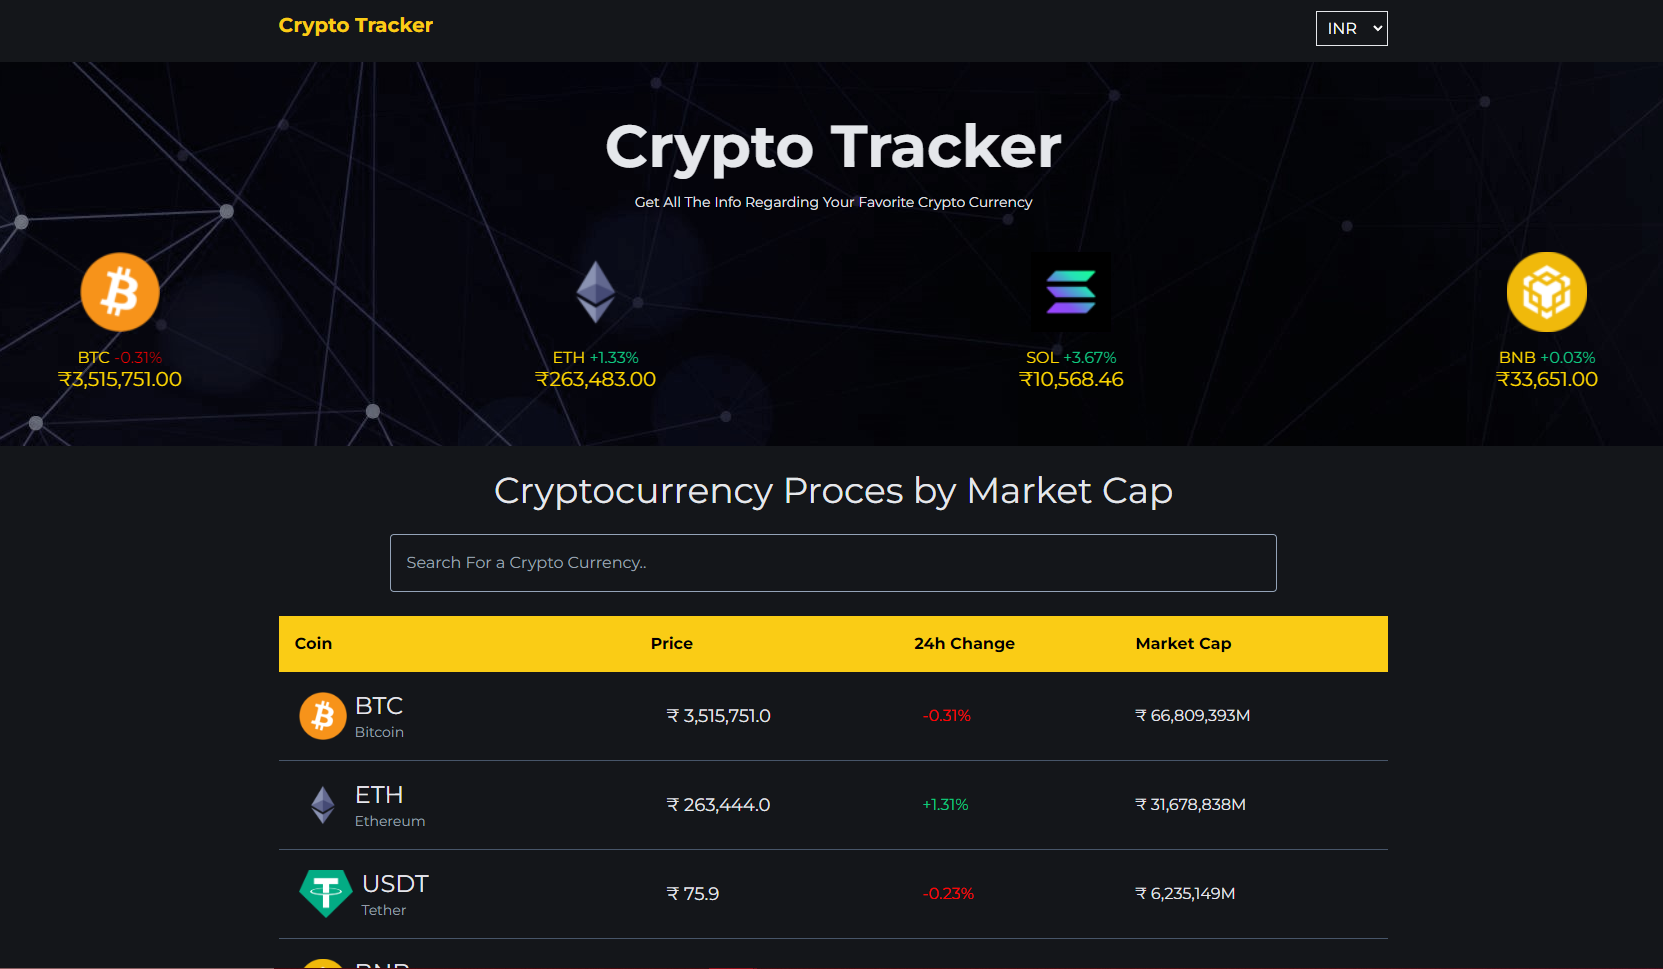 Crypto Tracker
INR
Crypto Tracker
Get All The Info Regarding Your Favorite Crypto Currency
BTC -0.31%
₹3,515,751.00
ETH +1.33%
₹263,483.00
SOL +3.67%
₹10,568.46
BNB +0.03%
₹33,651.00
Cryptocurrency Proces by Market Cap
Search For a Crypto Currency..
Coin Price 24h Change Market Cap
BTC
Bitcoin
₹ 3,515,751.0 -0.31% ₹ 66,809,393M
ETH
Ethereum
₹ 263,444.0 +1.31% ₹ 31,678,838M
USDT
Tether
₹ 75.9 -0.23% ₹ 6,235,149M
BNB